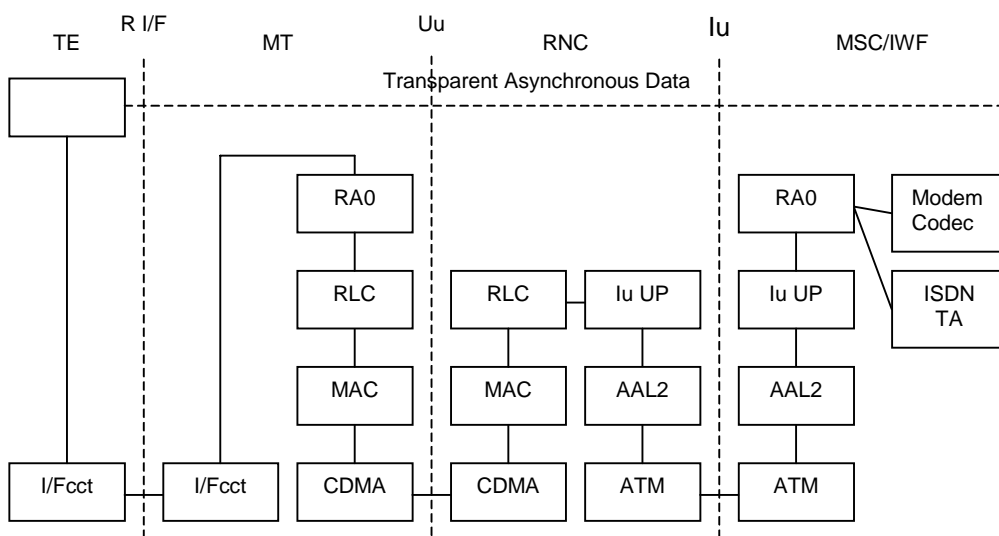 R I/F Uu Iu
TE MT RNC MSC/IWF
Transparent Asynchronous Data
RA0 RA0 Modem
Codec
RLC RLC Iu UP Iu UP ISDN
TA
MAC MAC AAL2 AAL2
I/Fcct I/Fcct CDMA CDMA ATM ATM